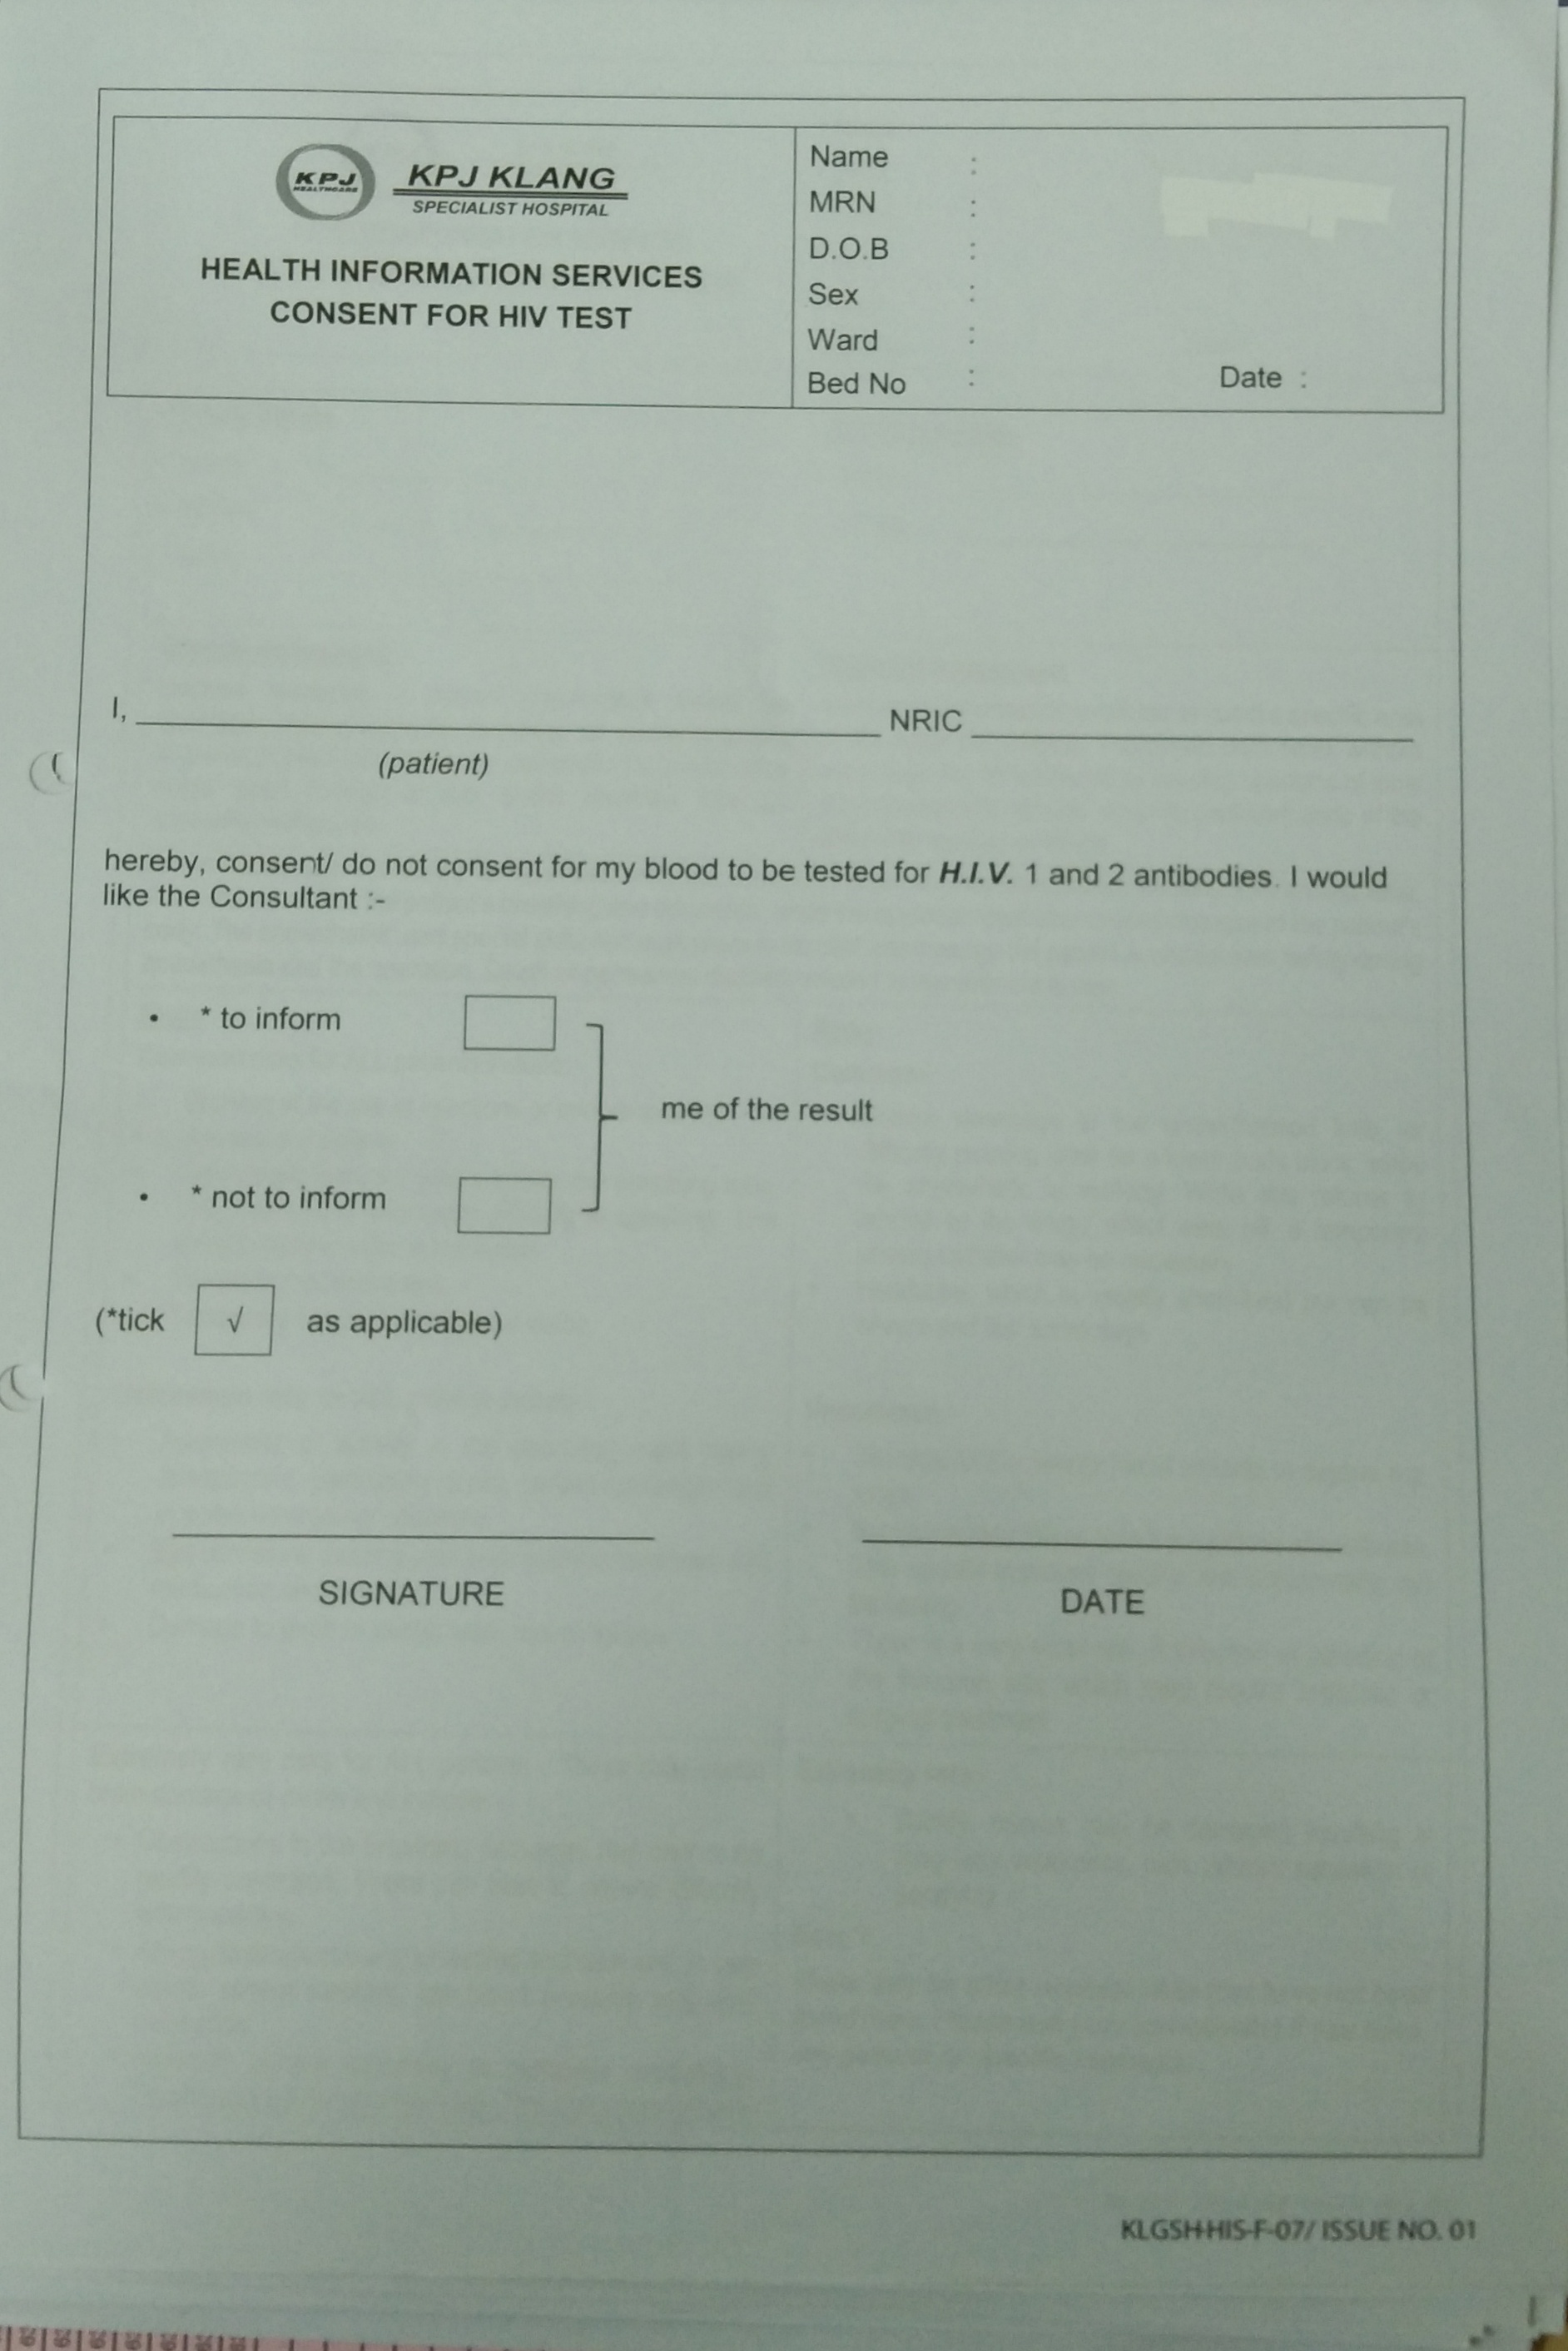 KPJ
HEALTHCARE
KPJ KLANG
SPECIALIST HOSPITAL
HEALTH INFORMATION SERVICES
CONSENT FOR HIV TEST
Name :
MRN :
D.O.B :
Sex :
Ward :
Bed No : Date :
I, NRIC
(patient)
hereby, consent/ do not consent for my blood to be tested for H.I.V. 1 and 2 antibodies. I would
like the Consultant :-
• * to inform
me of the result
• * not to inform
(*tick √ as applicable)
SIGNATURE DATE
KLGSH-HIS-F-07/ ISSUE NO. 01